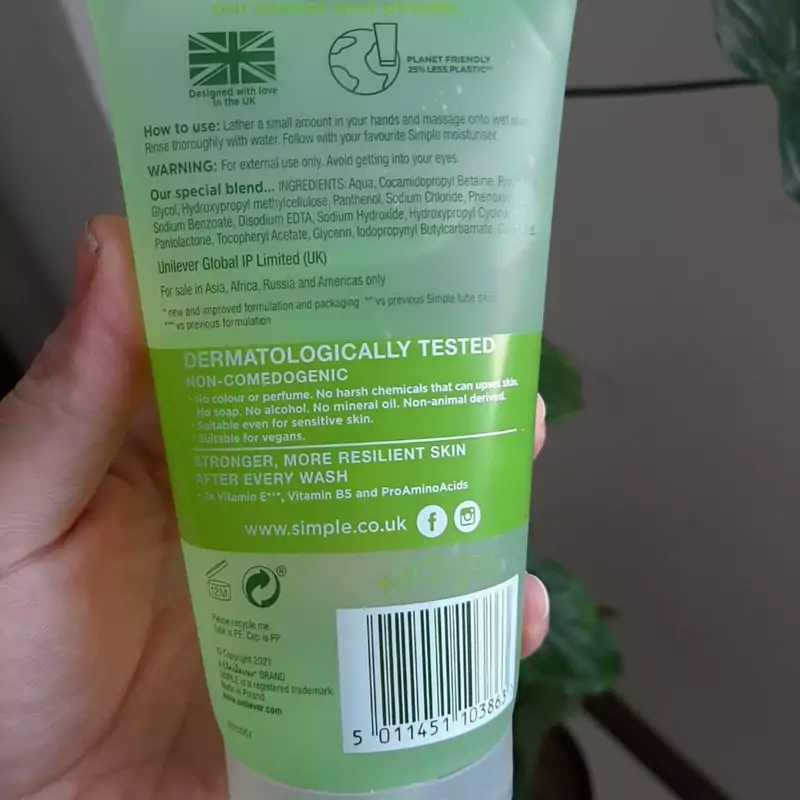 our planet and people
Designed with love
in the UK
PLANET FRIENDLY
25% LESS PLASTIC**
How to use: Lather a small amount in your hands and massage onto wet
Rinse thoroughly with water. Follow with your favourite Simple moisturiser.
WARNING: For external use only. Avoid getting into your eyes.
Our special blend... INGREDIENTS: Aqua, Cocamidopropyl Betaine,
Glycol, Hydroxypropyl methylcellulose, Panthenol, Sodium Chloride,
Sodium Benzoate, Disodium EDTA, Sodium Hydroxide, Hydroxypropyl
Pantolactone, Tocopheryl Acetate, Glycerin, Iodopropynyl Butylcarbamate,
Unilever Global IP Limited (UK)
For sale in Asia, Africa, Russia and Americas only
* new and improved formulation and packaging ** vs previous Simple tube
*** vs previous formulation
DERMATOLOGICALLY TESTED
NON-COMEDOGENIC
• No colour or perfume. No harsh chemicals that can upset skin.
No soap. No alcohol. No mineral oil. Non-animal derived.
• Suitable even for sensitive skin.
• Suitable for vegans.
STRONGER, MORE RESILIENT SKIN
AFTER EVERY WASH
• 2x Vitamin E***, Vitamin B5 and ProAminoAcids
www.simple.co.uk
12M
Please recycle me
Tube is PE, Cap is PP
© Copyright 2021
A Unilever BRAND
SIMPLE is a registered trademark
Made in Poland
www.unilever.com
5 011451 103863